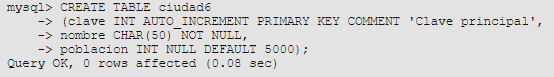 mysql> CREATE TABLE ciudad6
-> (clave INT AUTO_INCREMENT PRIMARY KEY COMMENT 'Clave principal',
-> nombre CHAR(50) NOT NULL,
-> poblacion INT NULL DEFAULT 5000);
Query OK, 0 rows affected (0.08 sec)